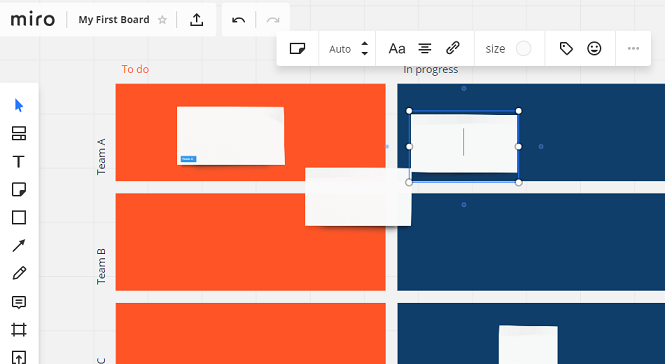 miro My First Board
Auto Aa size
To do
In progress
Team A
Team B
C
T